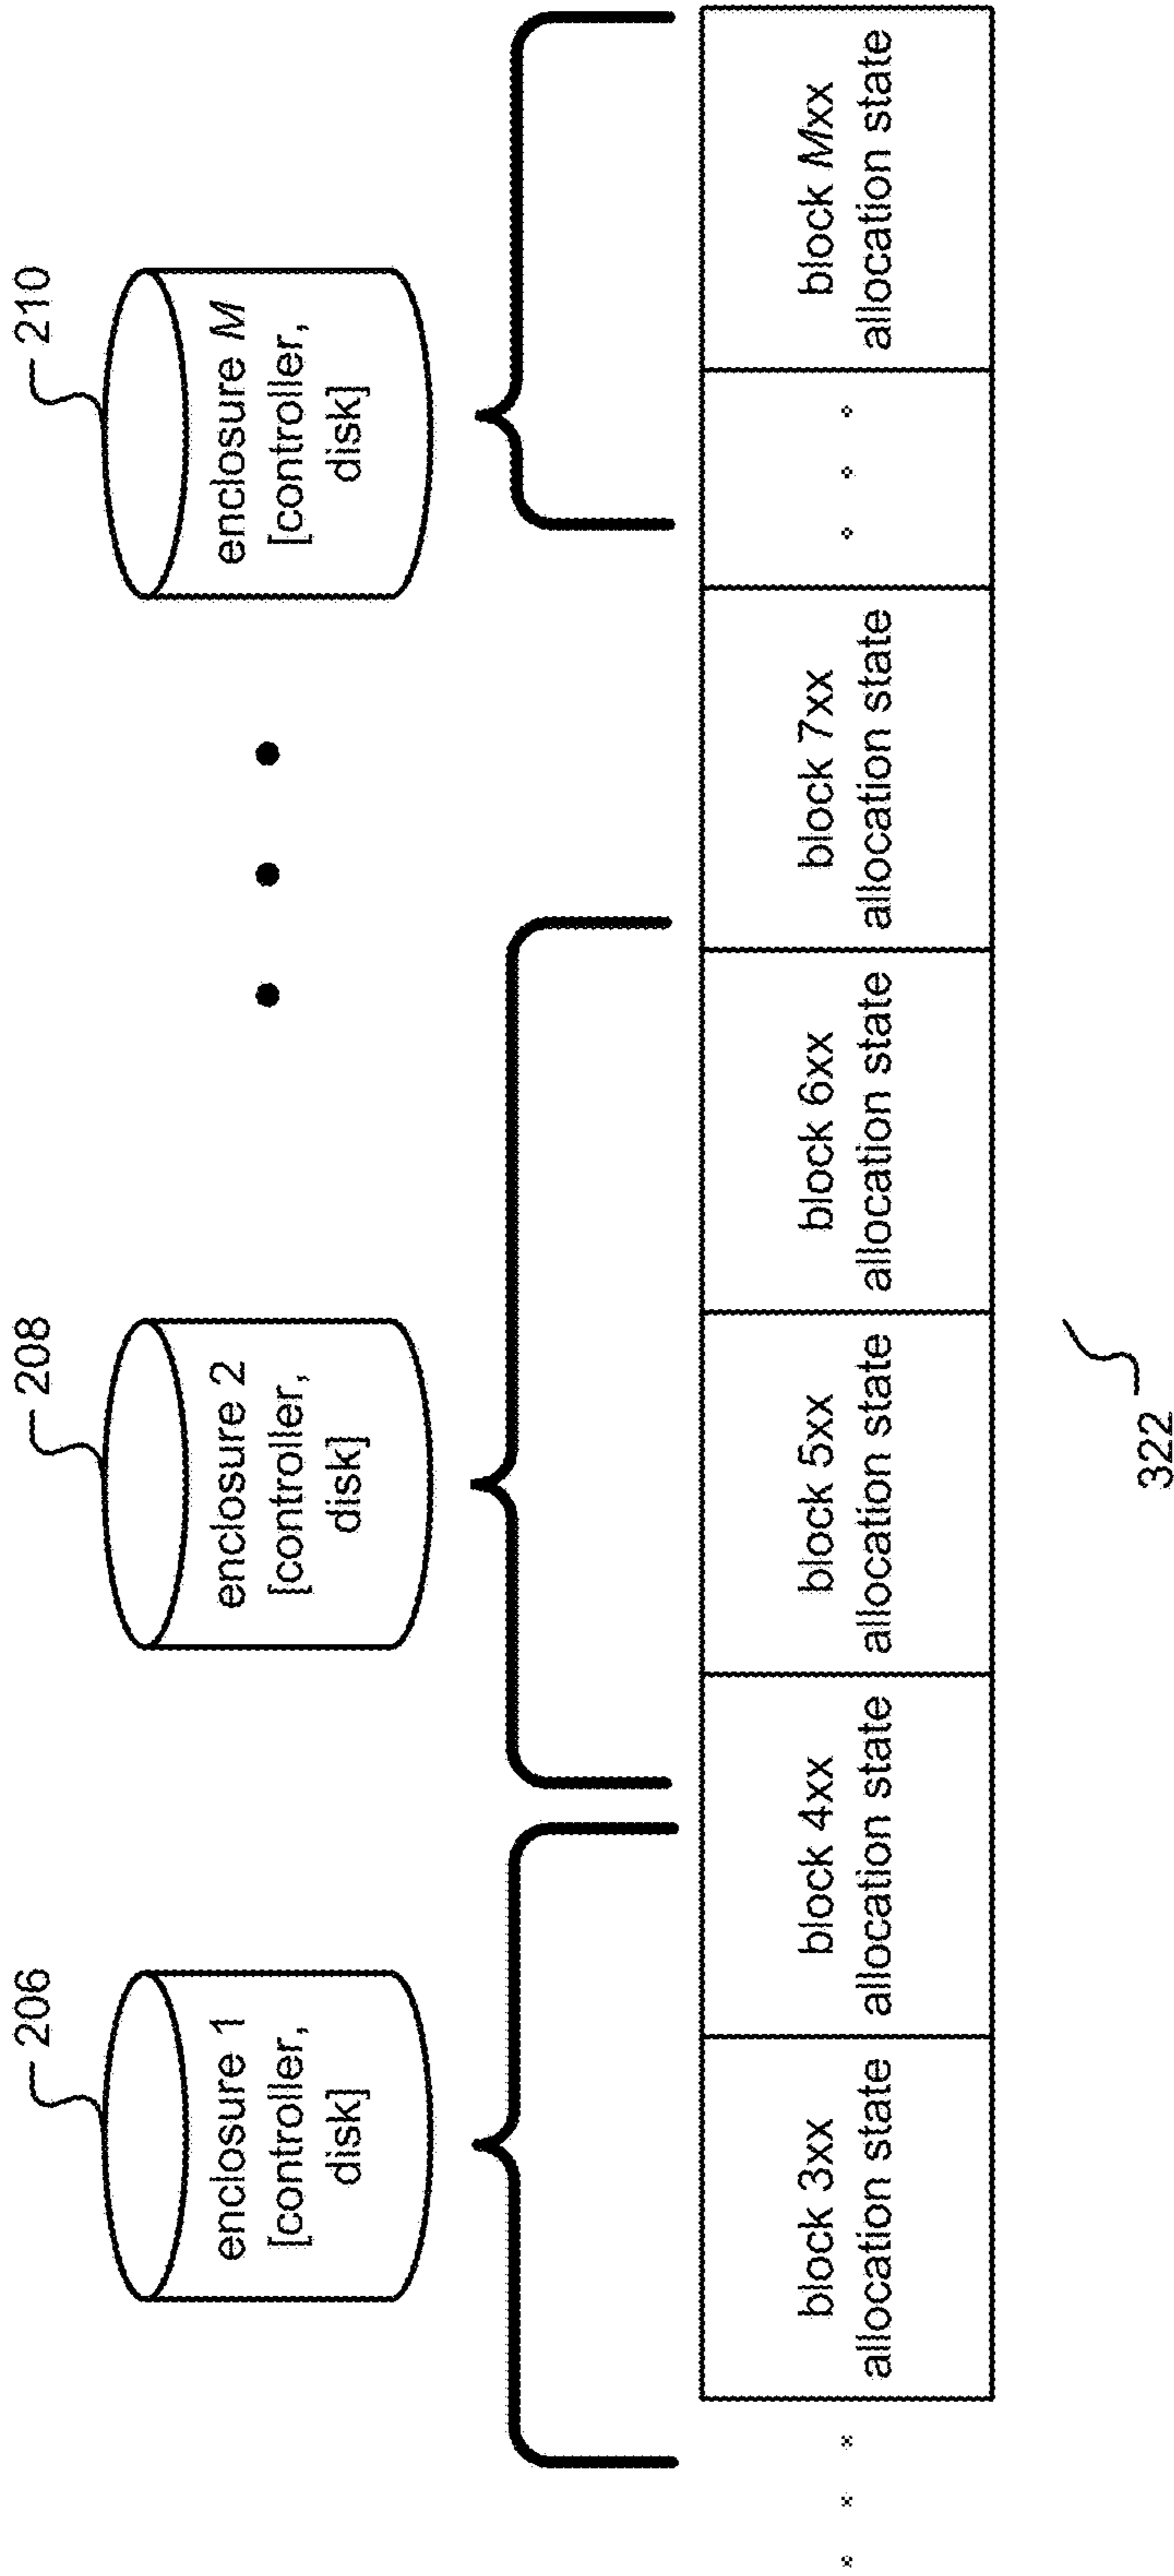 206
208
210
enclosure 1
[controller,
disk]
enclosure 2
[controller,
disk]
enclosure M
[controller,
disk]
block 3xx
allocation state
block 4xx
allocation state
block 5xx
allocation state
block 6xx
allocation state
block 7xx
allocation state
block Mxx
allocation state
322